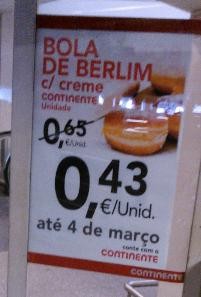 BOLA
DE BERLIM
c/ creme
CONTINENTE
Unidade
0,65
€/Unid.
0,43
€/Unid.
até 4 de março
conte com o
CONTINENTE
CONTINENTE